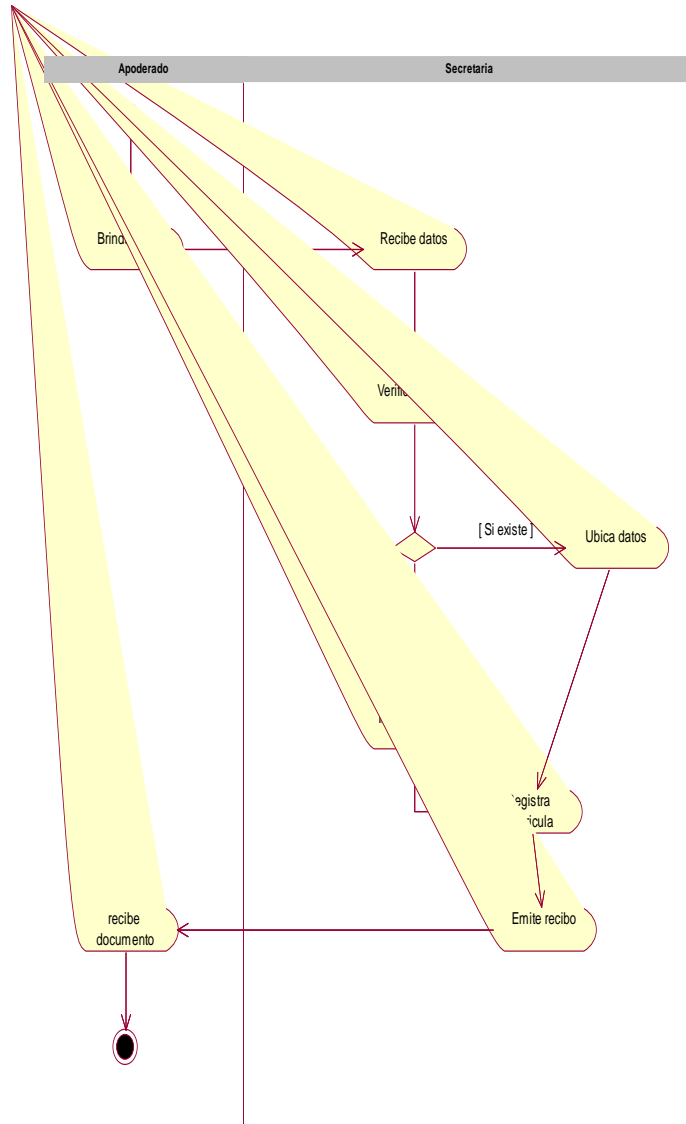 Apoderado
Secretaria
Recibe datos
[ Si existe ]
Ubica datos
recibe
documento
Emite recibo